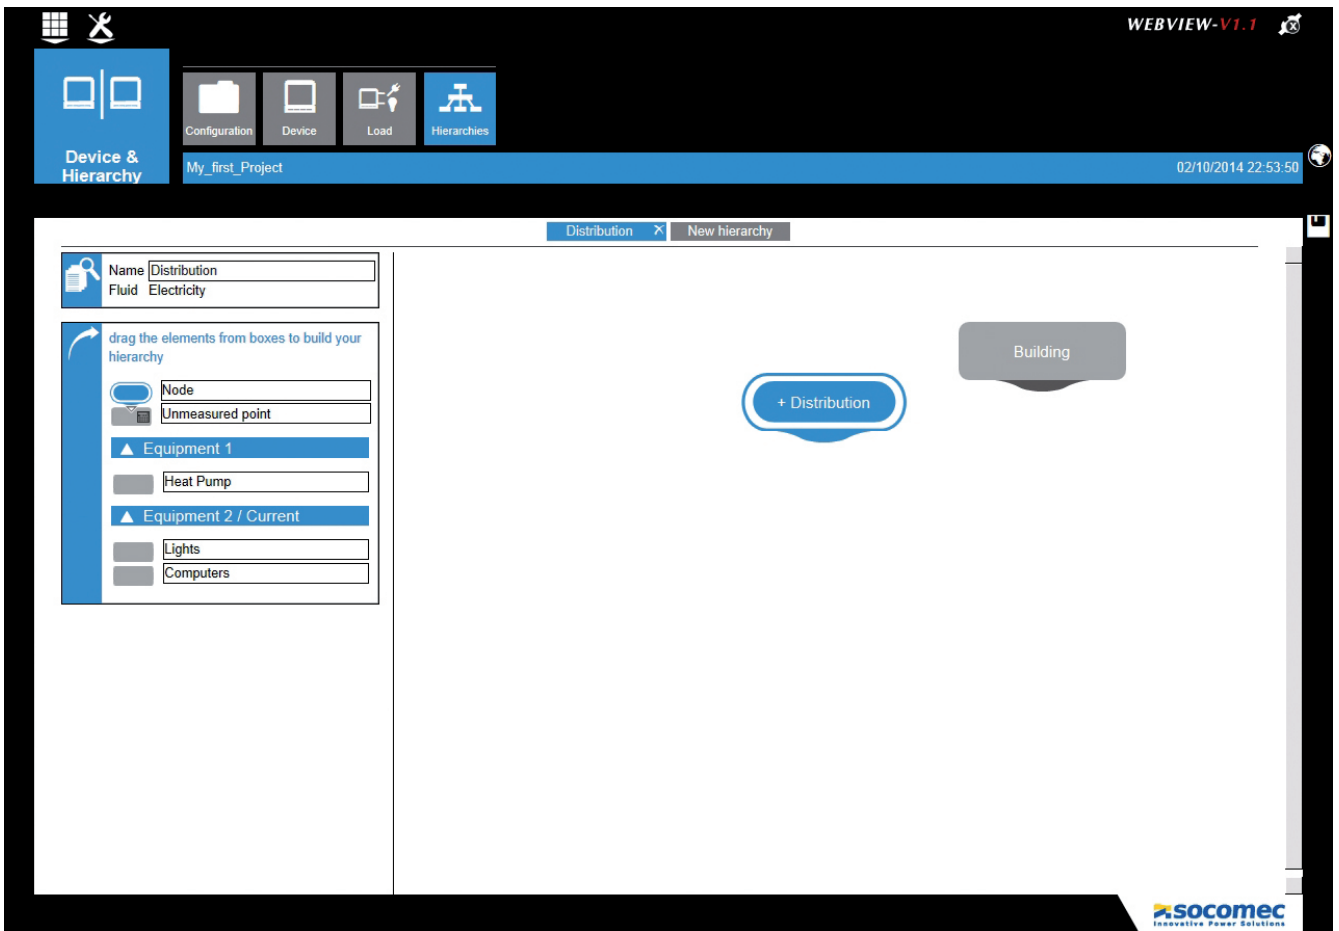 WEBVIEW-V1.1
Configuration
Device
Load
Hierarchies
Device &
Hierarchy
My_first_Project
02/10/2014 22:53:50
Distribution
New hierarchy
Name Distribution
Fluid Electricity
drag the elements from boxes to build your
hierarchy
Node
Unmeasured point
Equipment 1
Heat Pump
Equipment 2 / Current
Lights
Computers
Building
+ Distribution
socomec
Innovative Power Solutions